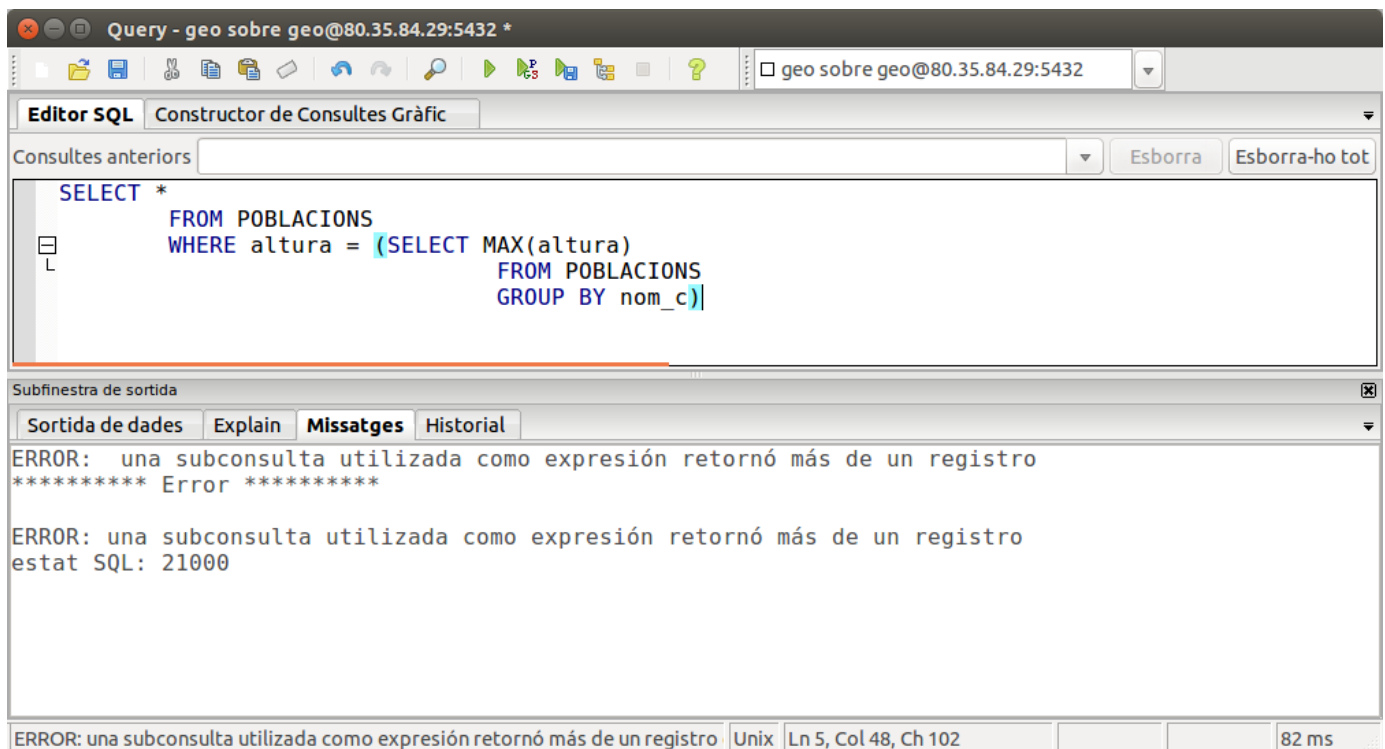 Query - geo sobre geo@80.35.84.29:5432 *
geo sobre geo@80.35.84.29:5432
Editor SQL Constructor de Consultes Gràfic
Consultes anteriors Esborra Esborra-ho tot
SELECT *
FROM POBLACIONS
WHERE altura = (SELECT MAX(altura)
FROM POBLACIONS
GROUP BY nom_c)
Subfinestra de sortida
Sortida de dades Explain Missatges Historial
ERROR:  una subconsulta utilizada como expresión retornó más de un registro
********** Error **********
ERROR: una subconsulta utilizada como expresión retornó más de un registro
estat SQL: 21000
ERROR: una subconsulta utilizada como expresión retornó más de un registro Unix Ln 5, Col 48, Ch 102 82 ms